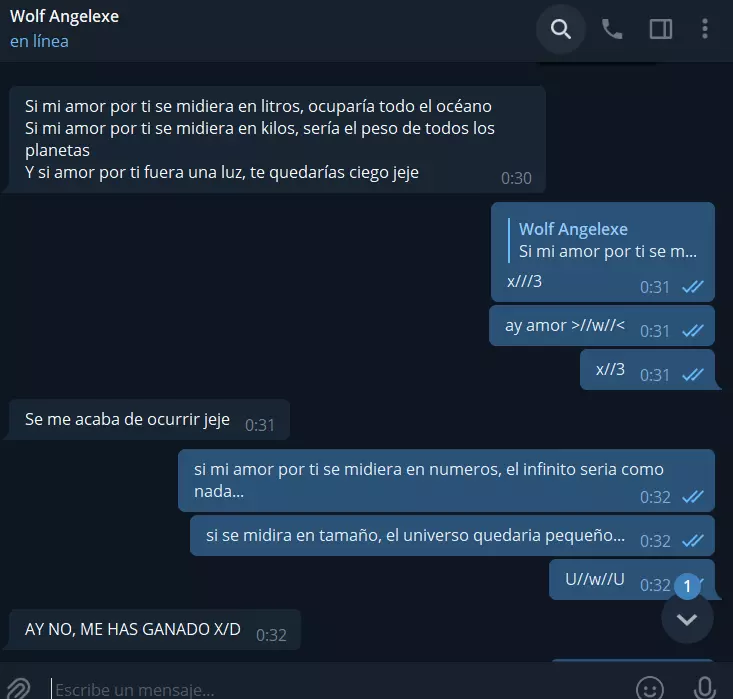 Wolf Angelexe
en línea
Si mi amor por ti se midiera en litros, ocuparía todo el océano
Si mi amor por ti se midiera en kilos, sería el peso de todos los
planetas
Y si amor por ti fuera una luz, te quedarías ciego jeje
0:30
Wolf Angelexe
Si mi amor por ti se m...
x///3
0:31
ay amor >//w//<
0:31
x//3
0:31
Se me acaba de ocurrir jeje
0:31
si mi amor por ti se midiera en numeros, el infinito seria como
nada...
0:32
si se midira en tamaño, el universo quedaria pequeño...
0:32
U//w//U
0:32
1
AY NO, ME HAS GANADO X/D
0:32
Escribe un mensaje...